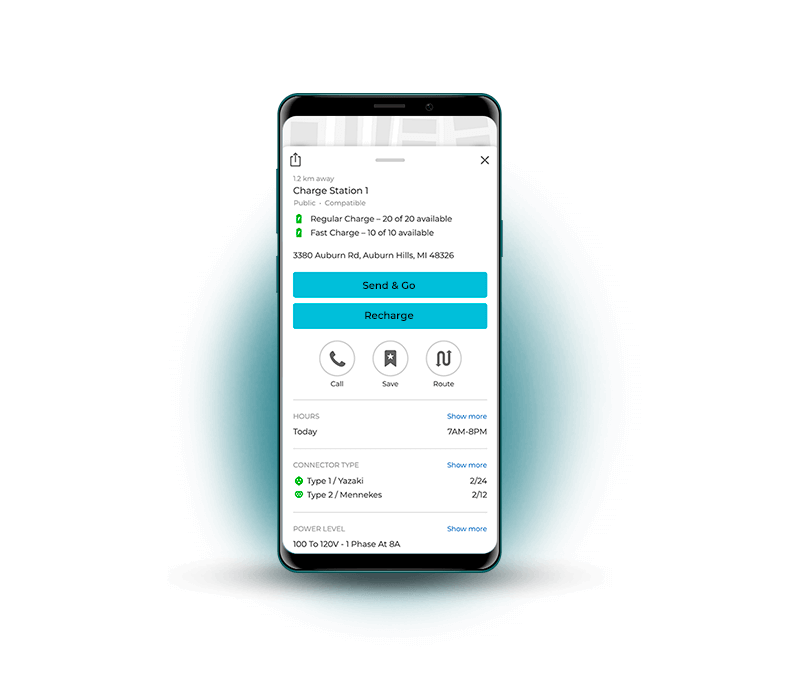 1.2 km away
Charge Station 1
Public • Compatible
Regular Charge – 20 of 20 available
Fast Charge – 10 of 10 available
3380 Auburn Rd, Auburn Hills, MI 48326
Send & Go
Recharge
Call Save Route
HOURS Show more
Today 7AM-8PM
CONNECTOR TYPE Show more
Type 1 / Yazaki 2/24
Type 2 / Mennekes 2/12
POWER LEVEL Show more
100 To 120V - 1 Phase At 8A